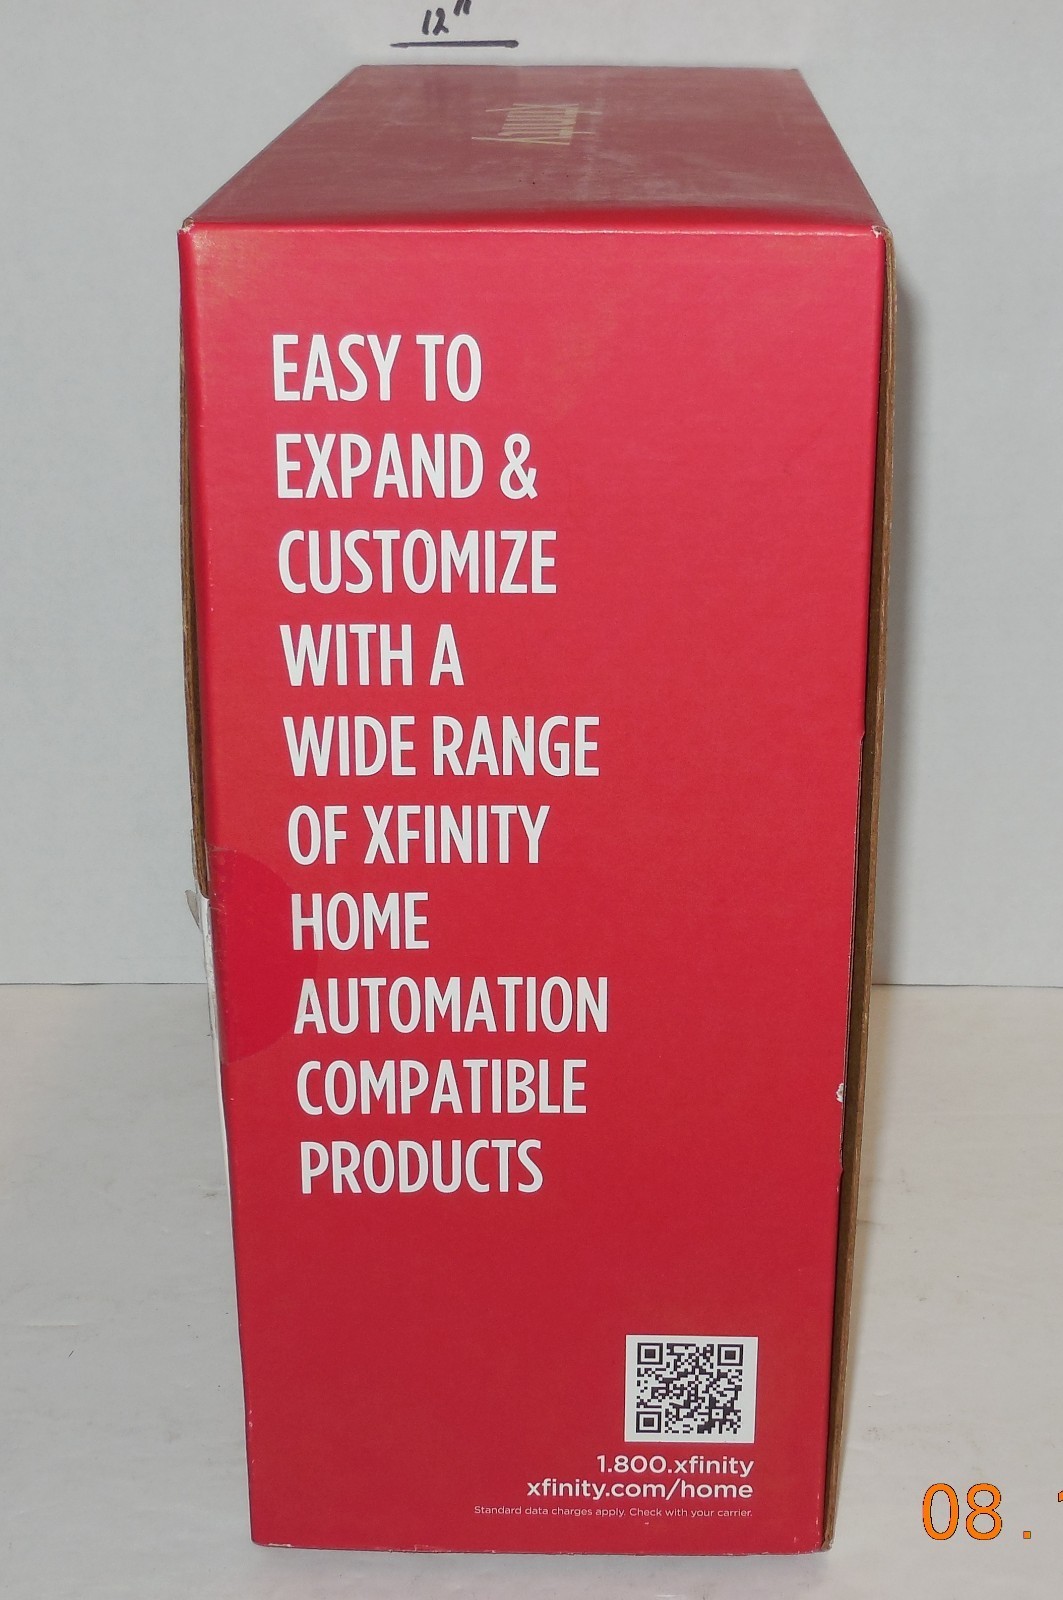 12"
EASY TO
EXPAND &
CUSTOMIZE
WITH A
WIDE RANGE
OF XFINITY
HOME
AUTOMATION
COMPATIBLE
PRODUCTS
1.800.xfinity
xfinity.com/home
Standard data charges apply. Check with your carrier.
08.